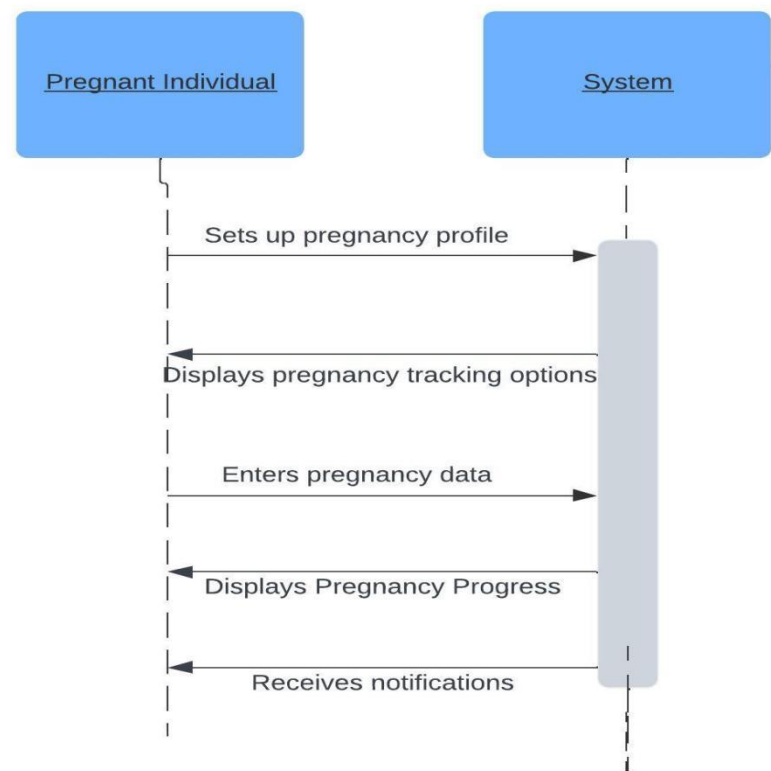 Pregnant Individual
System
Sets up pregnancy profile
Displays pregnancy tracking options
Enters pregnancy data
Displays Pregnancy Progress
Receives notifications